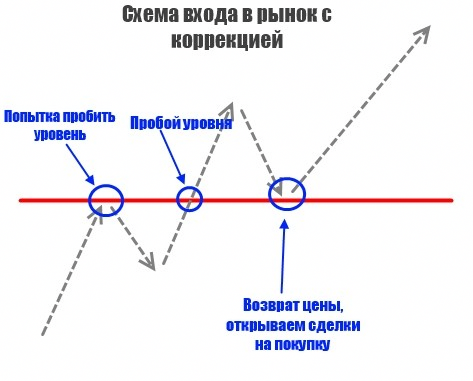 Схема входа в рынок с
коррекцией
Попытка пробить
уровень
Пробой уровня
Возврат цены,
открываем сделки
на покупку